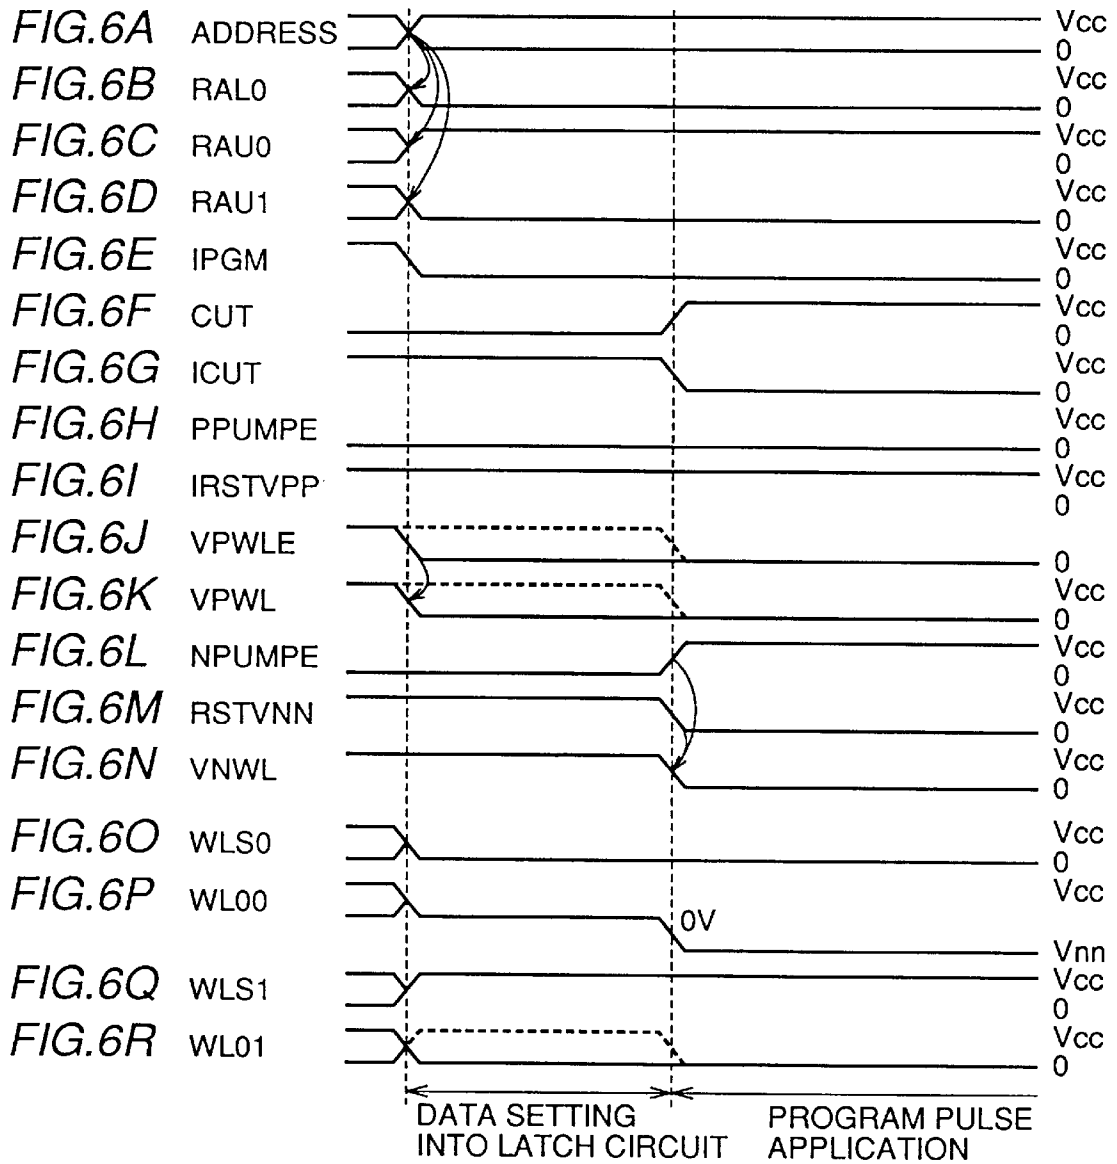 FIG.6A ADDRESS Vcc 0
FIG.6B RAL0 Vcc 0
FIG.6C RAU0 Vcc 0
FIG.6D RAU1 Vcc 0
FIG.6E IPGM Vcc 0
FIG.6F CUT Vcc 0
FIG.6G ICUT Vcc 0
FIG.6H PPUMPE Vcc 0
FIG.6I IRSTVPP Vcc 0
FIG.6J VPWLE 0
FIG.6K VPWL Vcc 0
FIG.6L NPUMPE Vcc 0
FIG.6M RSTVNN Vcc 0
FIG.6N VNWL Vcc 0
FIG.6O WLS0 Vcc 0
FIG.6P WL00 0V Vcc Vnn
FIG.6Q WLS1 Vcc 0
FIG.6R WL01 Vcc 0
DATA SETTING
INTO LATCH CIRCUIT
PROGRAM PULSE
APPLICATION